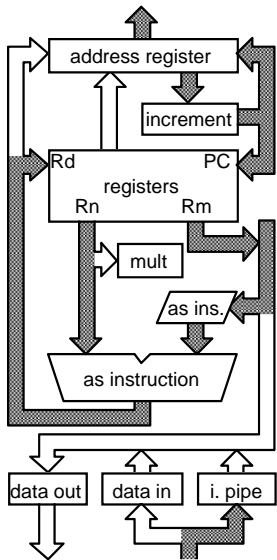 address register
increment
Rd PC
registers
Rn Rm
mult
as ins.
as instruction
data out data in i. pipe